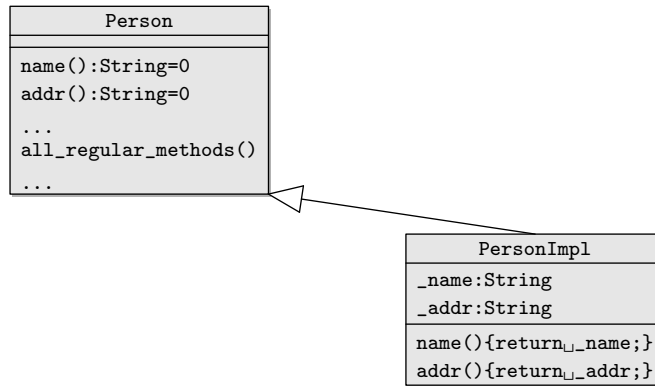 Person
name():String=0
addr():String=0
...
all_regular_methods()
...
PersonImpl
_name:String
_addr:String
name(){return␣_name;}
addr(){return␣_addr;}